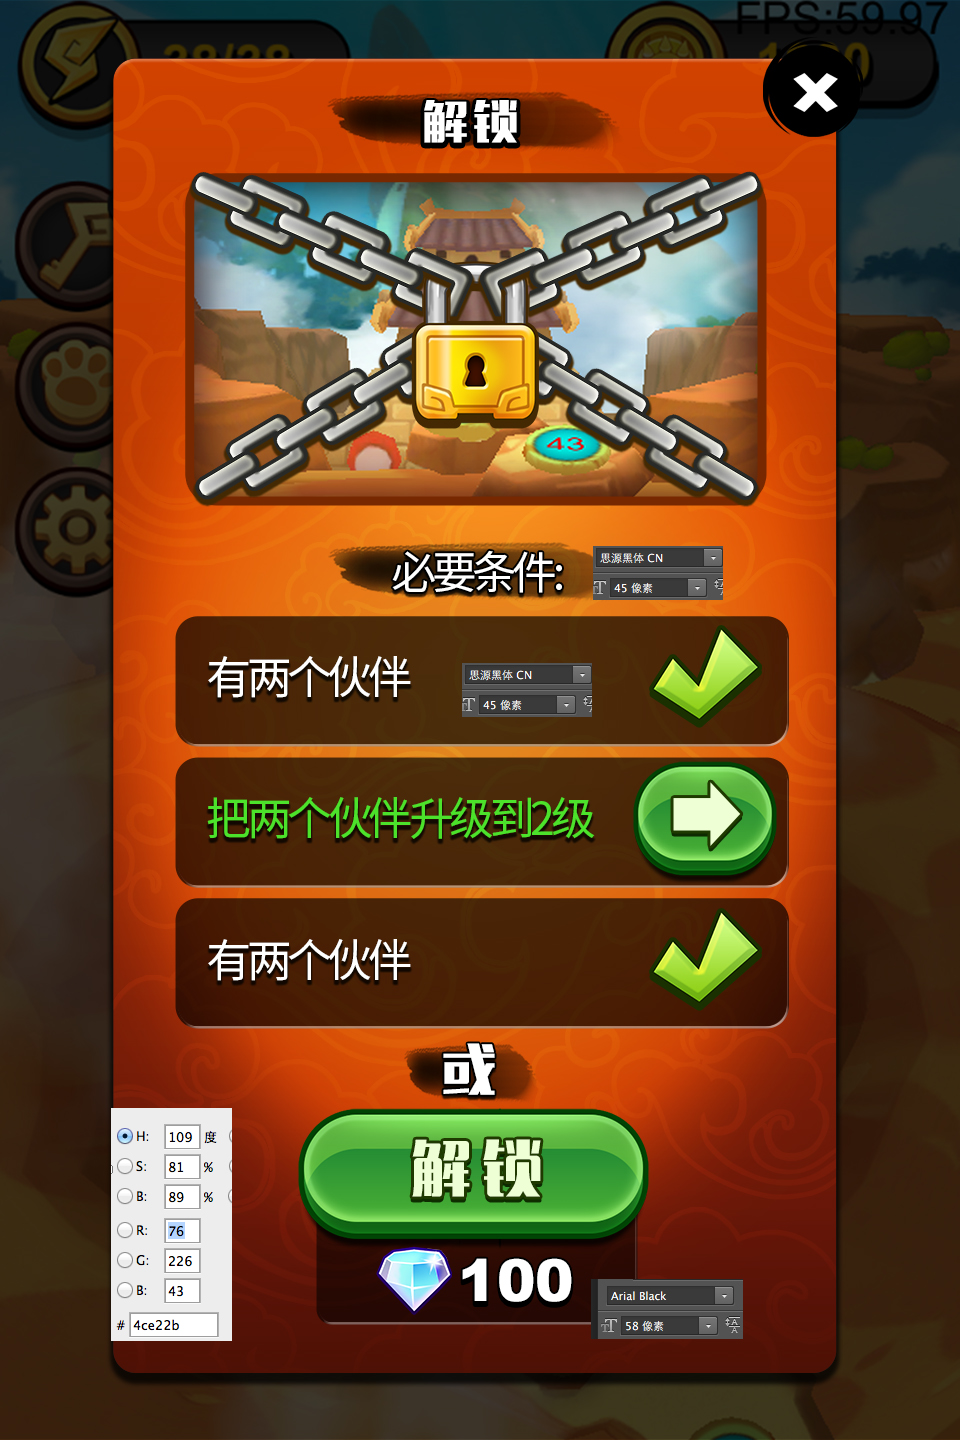 FPS:59.97
28/28
解锁
43
必要条件:
思源黑体 CN
45 像素
有两个伙伴
思源黑体 CN
45 像素
把两个伙伴升级到2级
有两个伙伴
或
H: 109 度
S: 81 %
B: 89 %
R: 76
G: 226
B: 43
# 4ce22b
解锁
100
Arial Black
58 像素